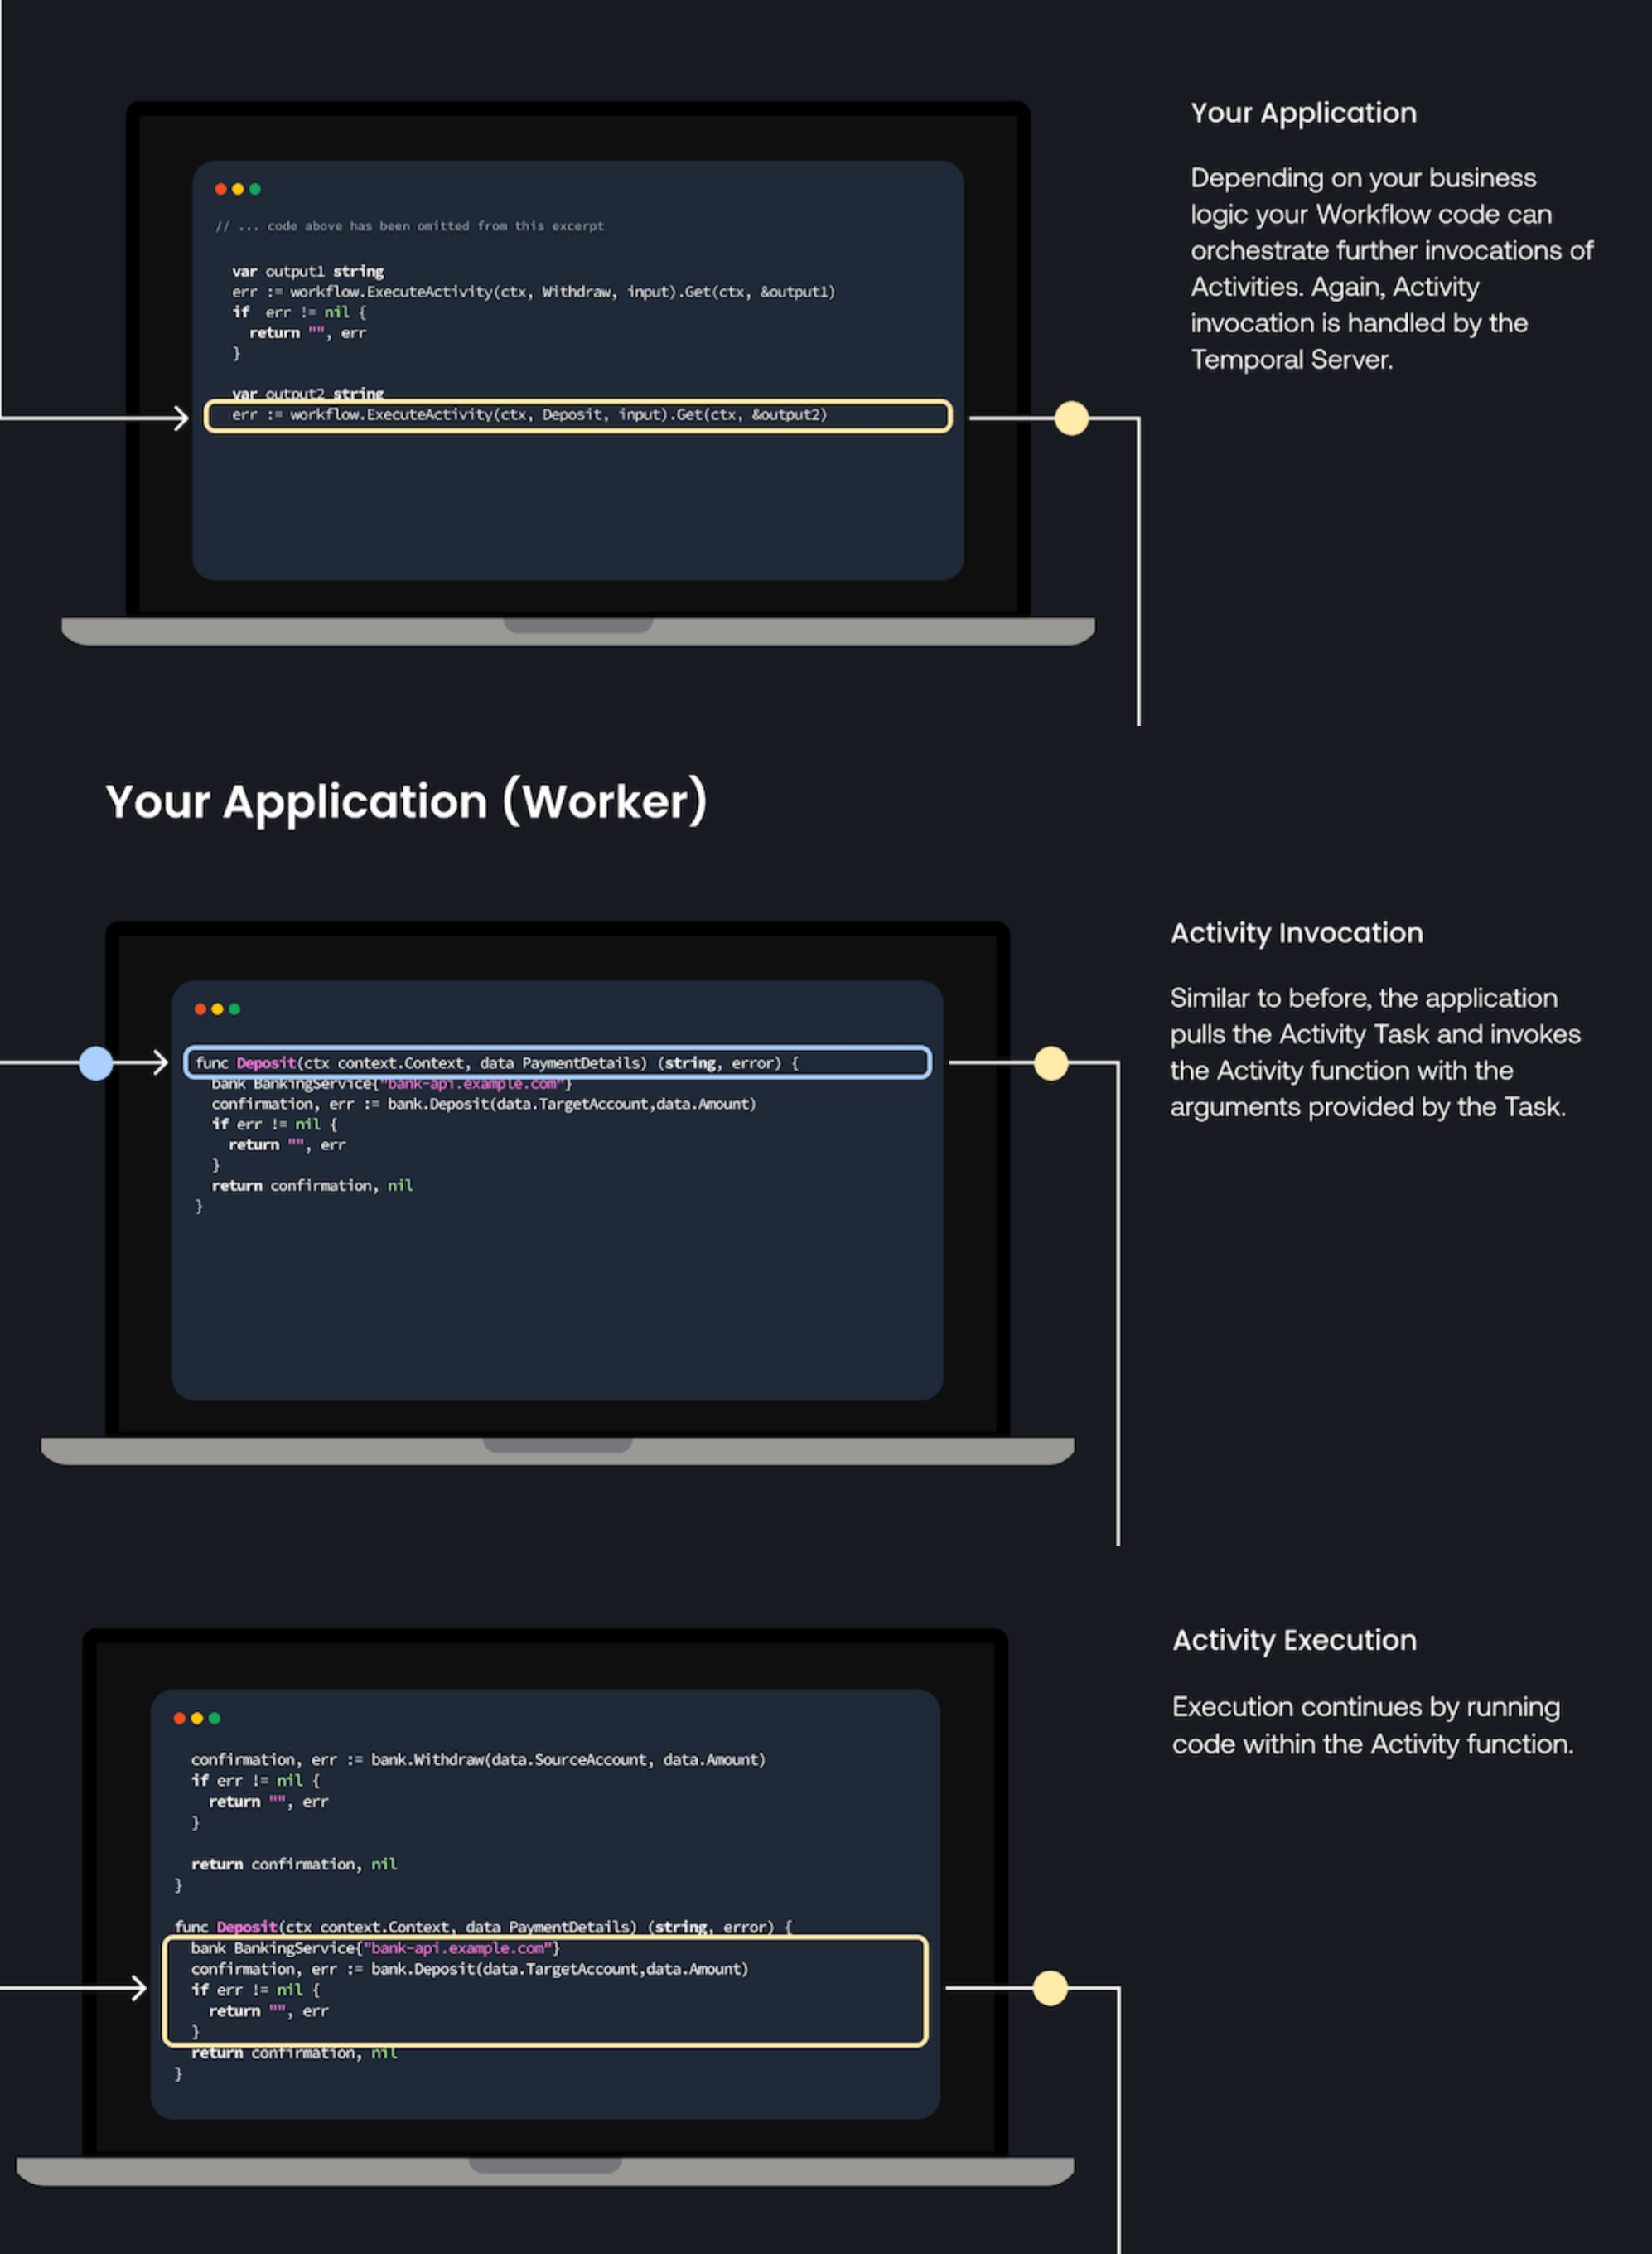 Your Application
Depending on your business
logic your Workflow code can
orchestrate further invocations of
Activities. Again, Activity
invocation is handled by the
Temporal Server.
// ... code above has been omitted from this excerpt
var output1 string
err := workflow.ExecuteActivity(ctx, Withdraw, input).Get(ctx, &output1)
if  err != nil {
return "", err
}
var output2 string
err := workflow.ExecuteActivity(ctx, Deposit, input).Get(ctx, &output2)
Your Application (Worker)
Activity Invocation
Similar to before, the application
pulls the Activity Task and invokes
the Activity function with the
arguments provided by the Task.
func Deposit(ctx context.Context, data PaymentDetails) (string, error) {
bank BankingService{"bank-api.example.com"}
confirmation, err := bank.Deposit(data.TargetAccount,data.Amount)
if err != nil {
return "", err
}
return confirmation, nil
}
Activity Execution
Execution continues by running
code within the Activity function.
confirmation, err := bank.Withdraw(data.SourceAccount, data.Amount)
if err != nil {
return "", err
}
return confirmation, nil
}
func Deposit(ctx context.Context, data PaymentDetails) (string, error) {
bank BankingService{"bank-api.example.com"}
confirmation, err := bank.Deposit(data.TargetAccount,data.Amount)
if err != nil {
return "", err
}
return confirmation, nil
}